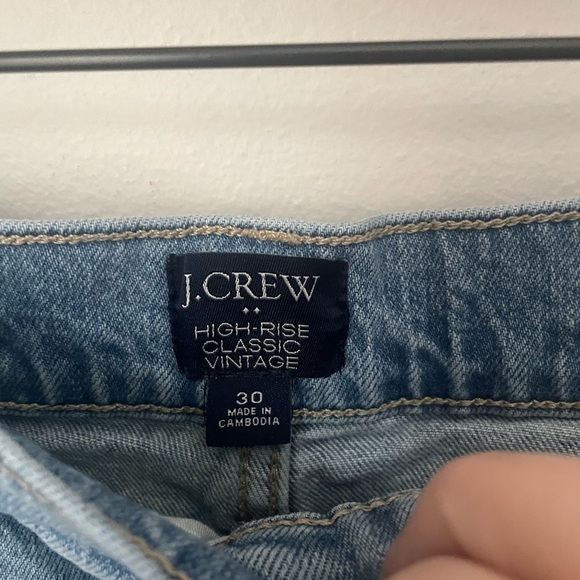 J.CREW
HIGH-RISE
CLASSIC
VINTAGE
30
MADE IN
CAMBODIA